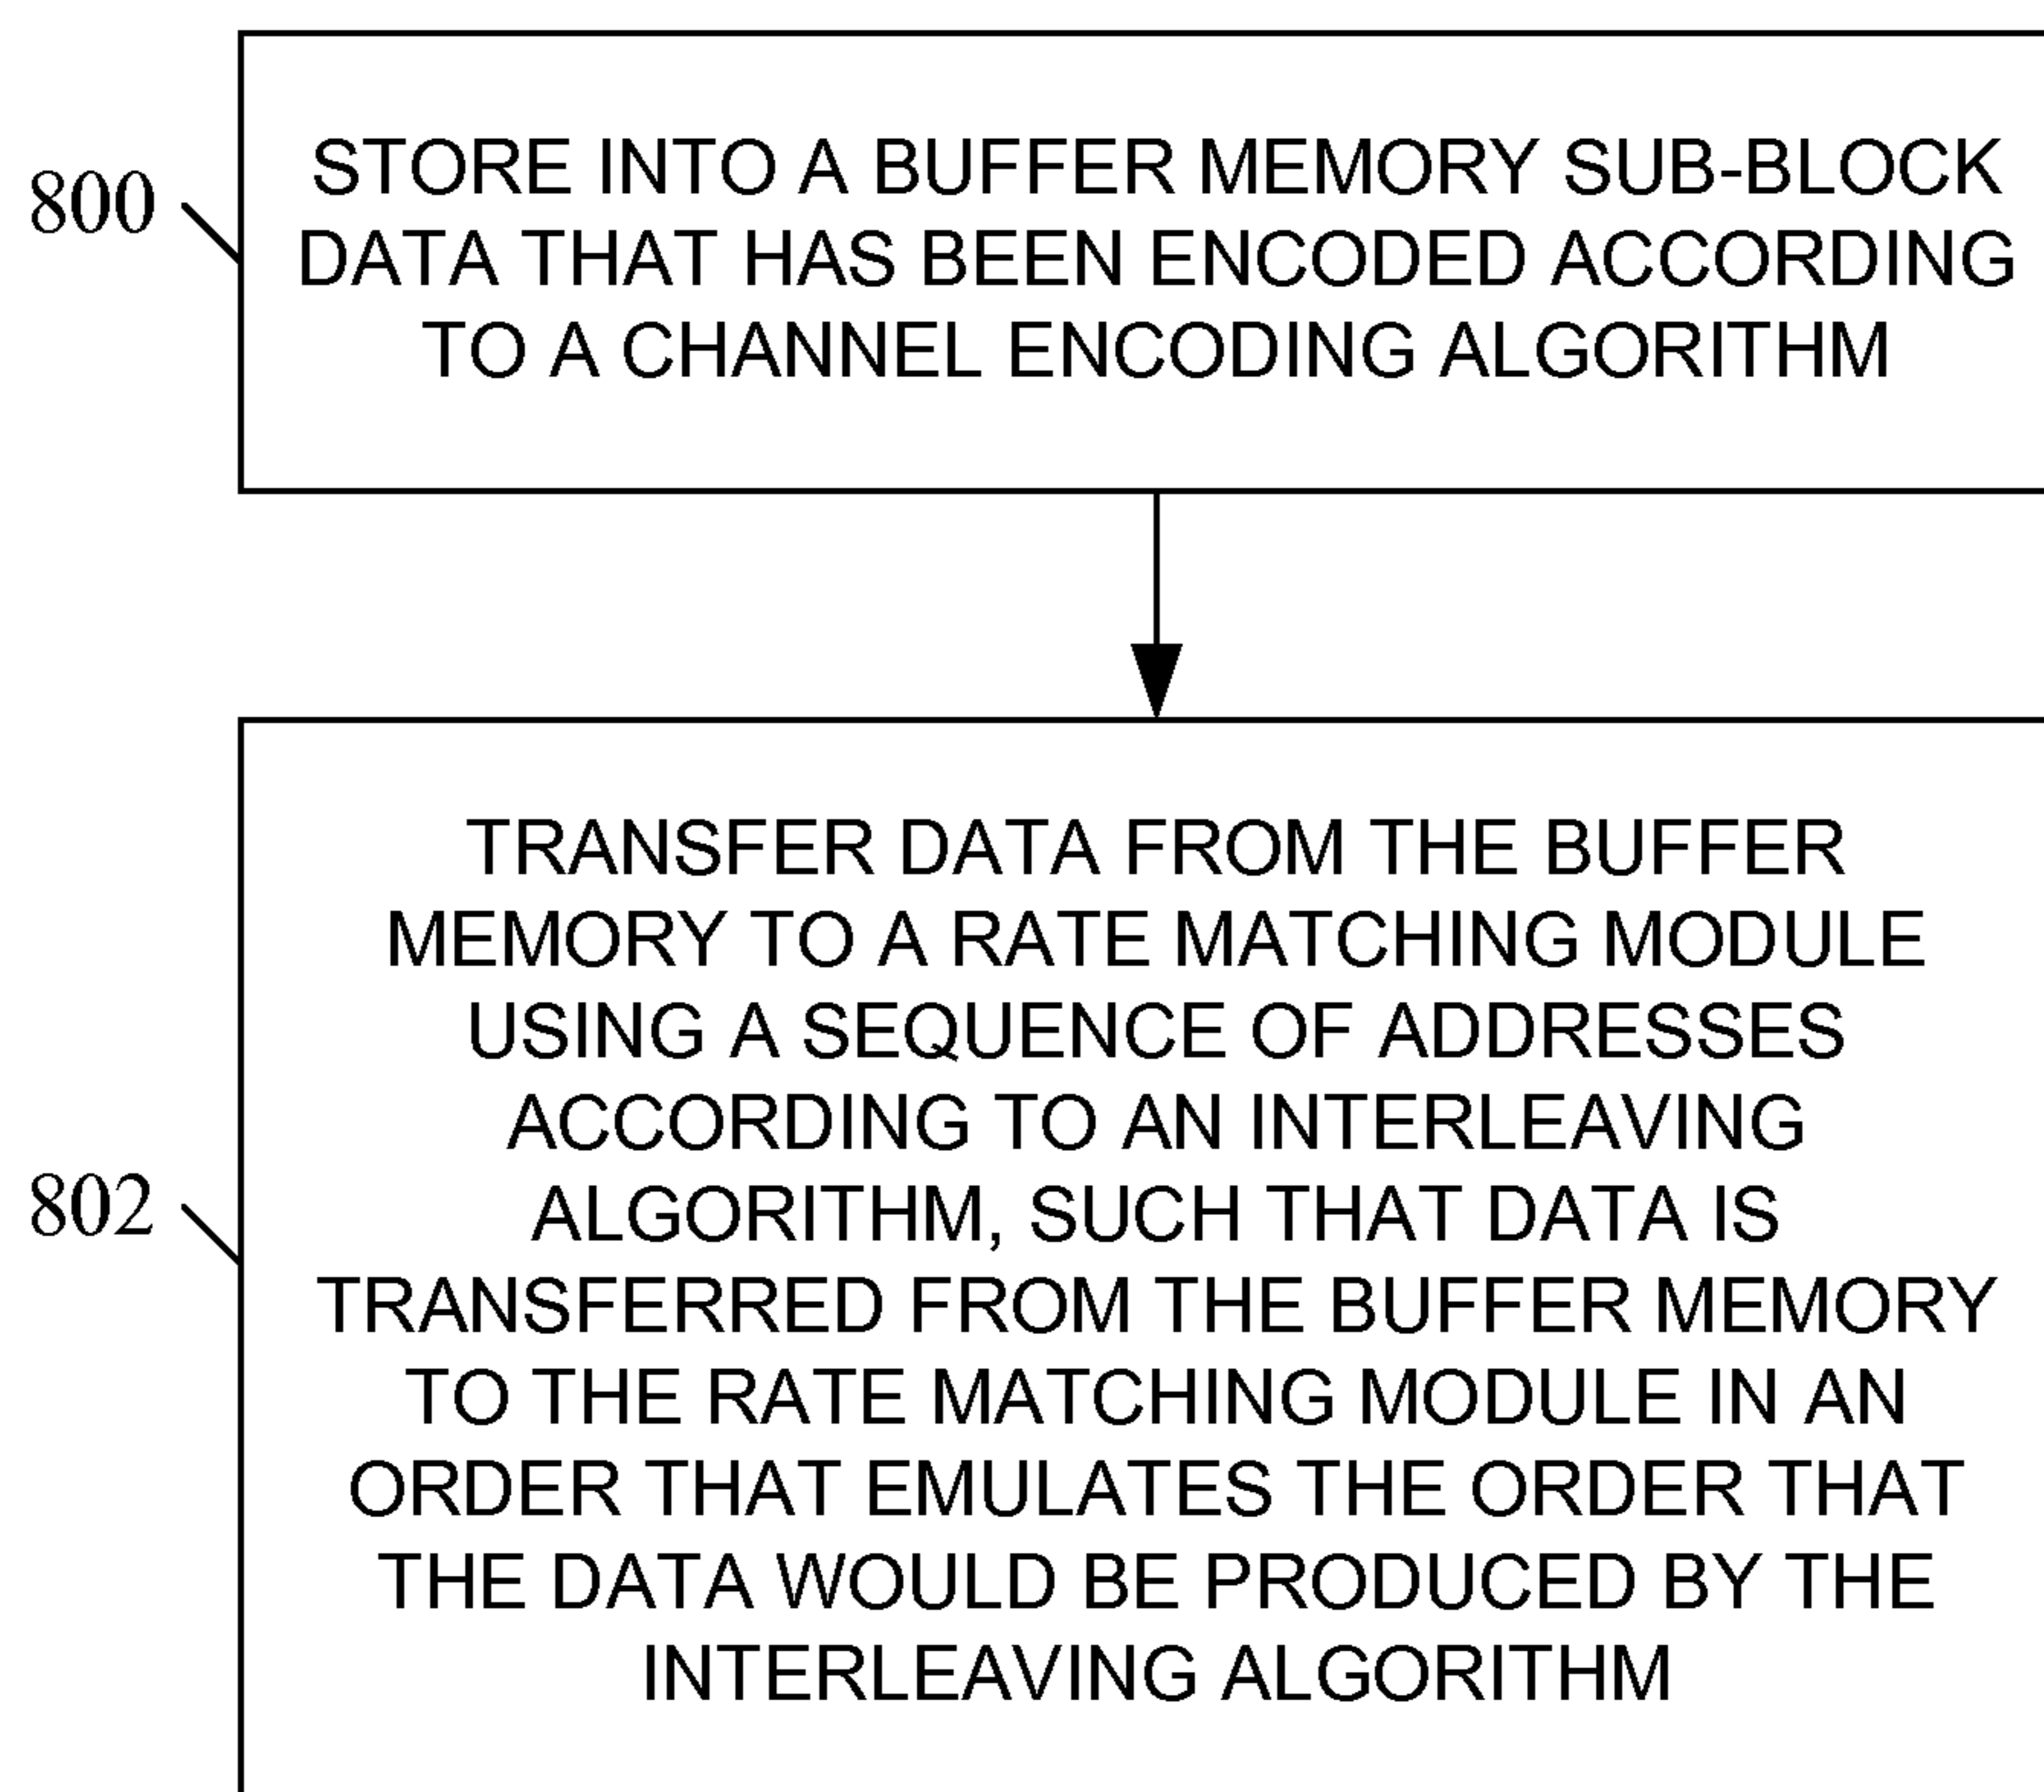 800
STORE INTO A BUFFER MEMORY SUB-BLOCK
DATA THAT HAS BEEN ENCODED ACCORDING
TO A CHANNEL ENCODING ALGORITHM
802
TRANSFER DATA FROM THE BUFFER
MEMORY TO A RATE MATCHING MODULE
USING A SEQUENCE OF ADDRESSES
ACCORDING TO AN INTERLEAVING
ALGORITHM, SUCH THAT DATA IS
TRANSFERRED FROM THE BUFFER MEMORY
TO THE RATE MATCHING MODULE IN AN
ORDER THAT EMULATES THE ORDER THAT
THE DATA WOULD BE PRODUCED BY THE
INTERLEAVING ALGORITHM